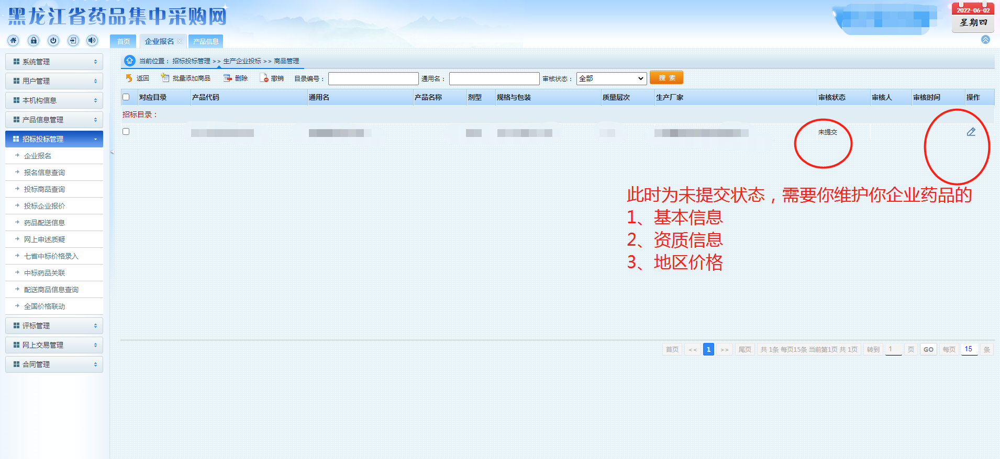 黑龙江省药品集中采购网
2022-06-02
星期四
首页 企业报名 产品信息
系统管理
用户管理
本机构信息
产品信息管理
招标投标管理
企业报名
报名信息查询
投标商品查询
投标企业报价
药品配送信息
网上申述质疑
七省中标价格录入
中标药品关联
配送商品信息查询
全国价格联动
评标管理
网上交易管理
合同管理
当前位置： 招标投标管理 >> 生产企业投标 >> 商品管理
返回 批量添加商品 删除 撤销 目录编号： 通用名： 审核状态： 全部 搜 索
对应目录 产品代码 通用名 产品名称 剂型 规格与包装 质量层次 生产厂家 审核状态 审核人 审核时间 操作
招标目录：
未提交
此时为未提交状态，需要你维护你企业药品的
1、基本信息
2、资质信息
3、地区价格
首页 << 1 >> 尾页 共 1条 每页15条 当前第1页 共 1页 转到 1 页 GO 每页 15 条